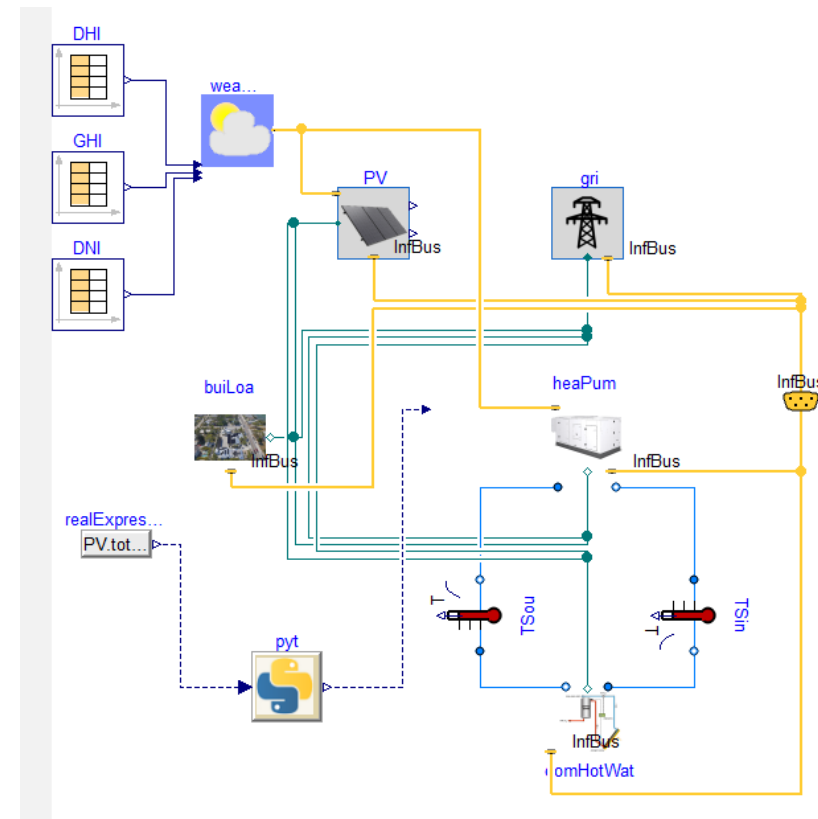 DHI
wea...
GHI
PV
gri
InfBus
InfBus
DNI
buiLoa
heaPum
InfBus
InfBus
InfBus
realExpres...
PV.tot...
T
TSou
TSin
T
pyt
InfBus
omHotWat